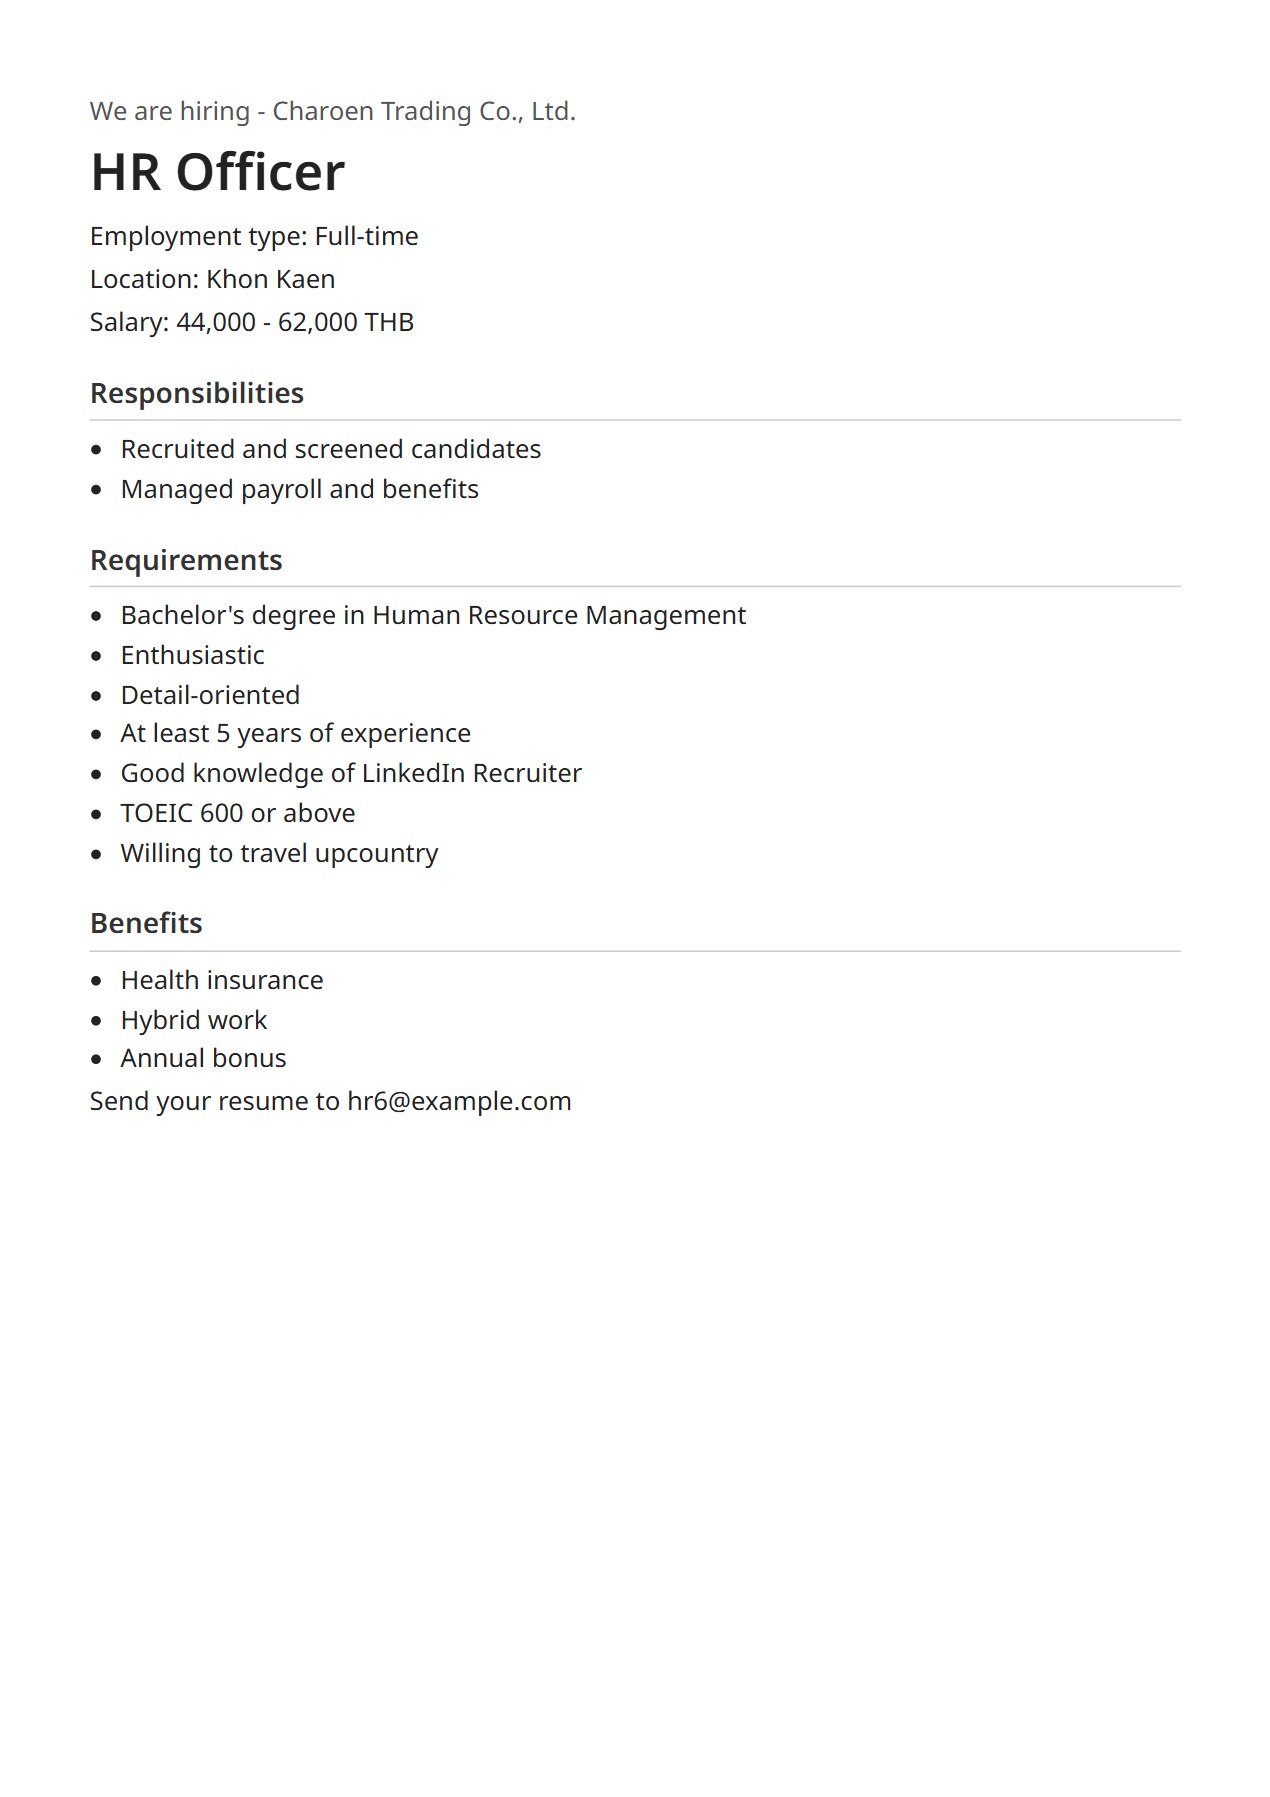 We are hiring - Charoen Trading Co., Ltd.
HR Officer
Employment type: Full-time
Location: Khon Kaen
Salary: 44,000 - 62,000 THB
Responsibilities
• Recruited and screened candidates
• Managed payroll and benefits
Requirements
• Bachelor's degree in Human Resource Management
• Enthusiastic
• Detail-oriented
• At least 5 years of experience
• Good knowledge of LinkedIn Recruiter
• TOEIC 600 or above
• Willing to travel upcountry
Benefits
• Health insurance
• Hybrid work
• Annual bonus
Send your resume to hr6@example.com